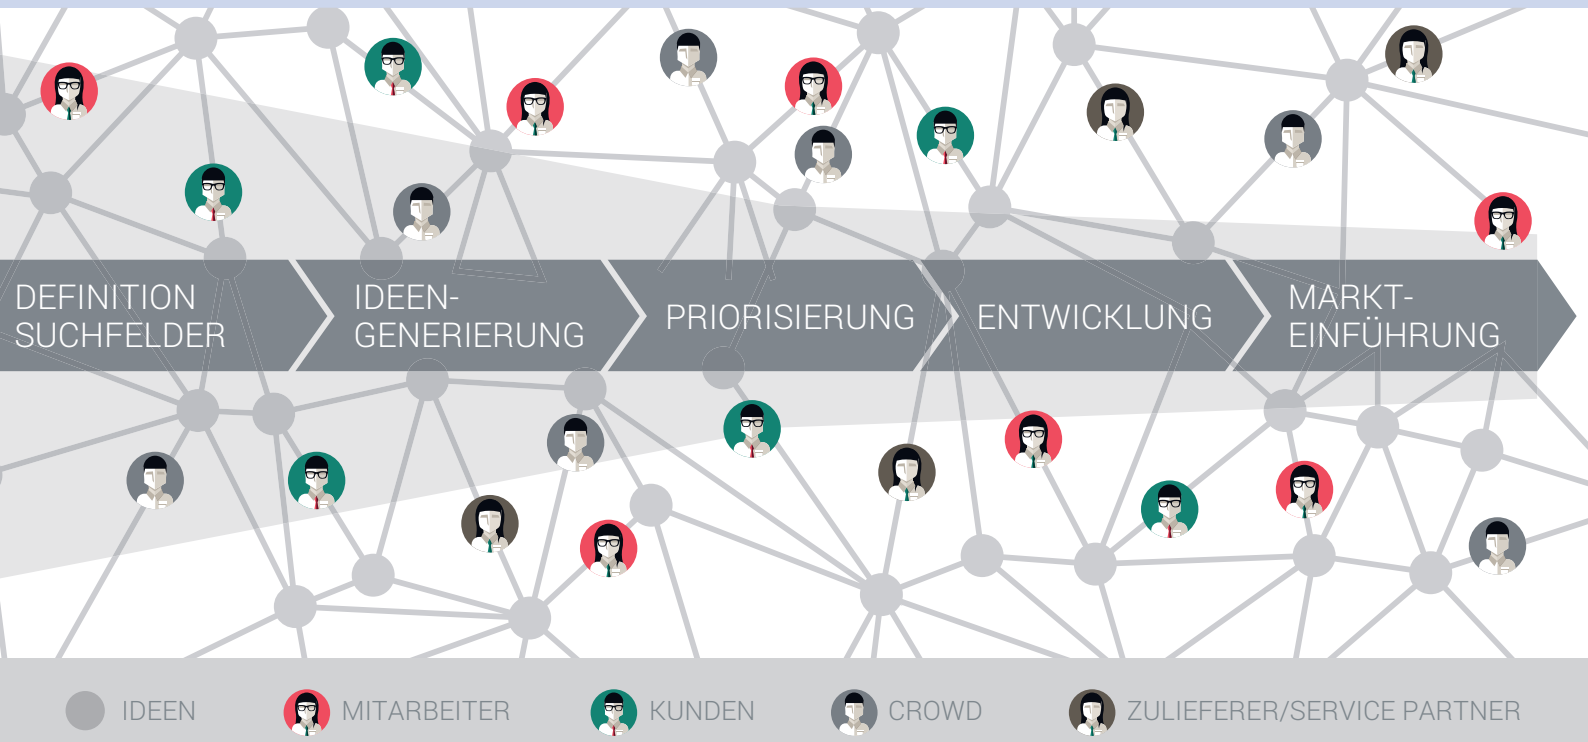 DEFINITION
SUCHFELDER
IDEEN-
GENERIERUNG
PRIORISIERUNG
ENTWICKLUNG
MARKT-
EINFÜHRUNG
IDEEN
MITARBEITER
KUNDEN
CROWD
ZULIEFERER/SERVICE PARTNER